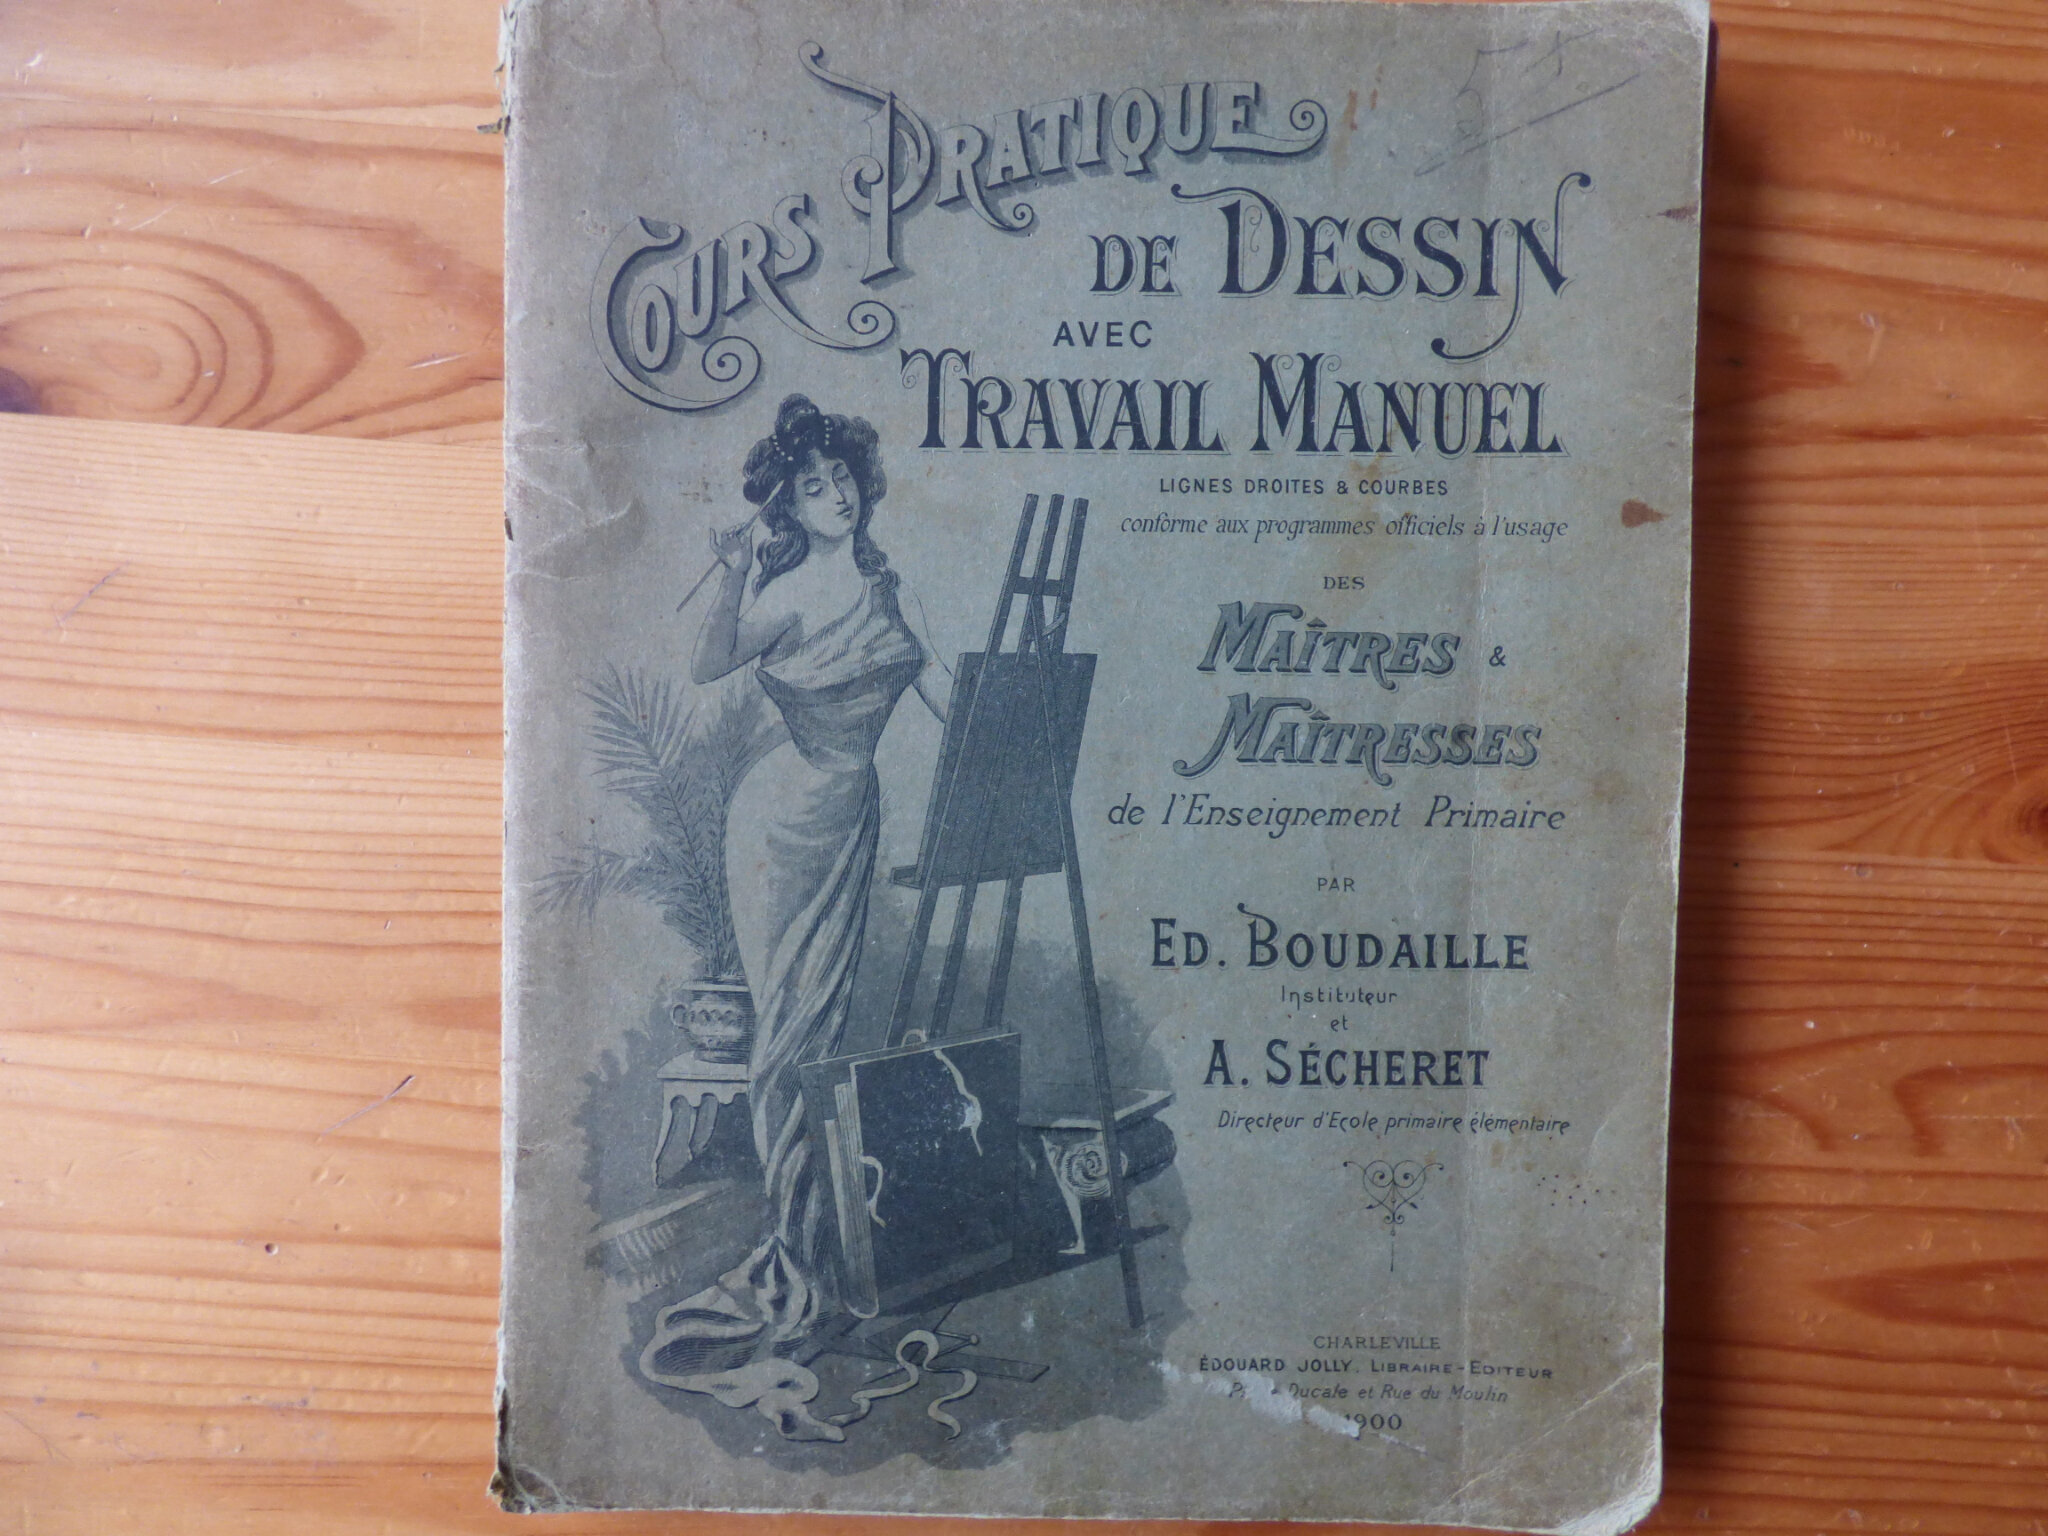 COURS PRATIQUE
DE DESSIN
AVEC
TRAVAIL MANUEL
LIGNES DROITES & COURBES
conforme aux programmes officiels à l'usage
DES
MAÎTRES &
MAÎTRESSES
de l'Enseignement Primaire
PAR
ED. BOUDAILLE
Instituteur
et
A. SÉCHERET
Directeur d'Ecole primaire élémentaire
CHARLEVILLE
ÉDOUARD JOLLY, LIBRAIRE-EDITEUR
Ducale et Rue du Moulin
1900